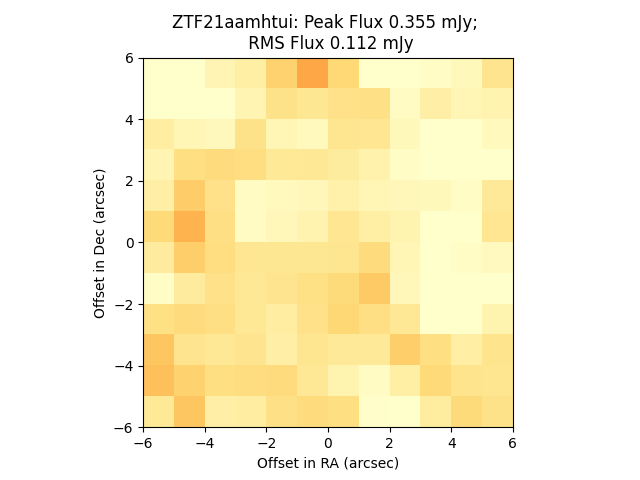 ZTF21aamhtui: Peak Flux 0.355 mJy;
RMS Flux 0.112 mJy
6
4
2
0
−2
−4
−6
Offset in Dec (arcsec)
−6 −4 −2 0 2 4 6
Offset in RA (arcsec)